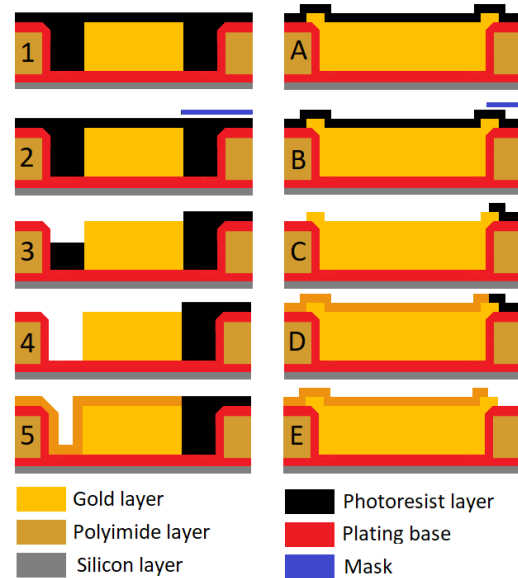 1
A
2
B
3
C
4
D
5
E
Gold layer
Photoresist layer
Polyimide layer
Plating base
Silicon layer
Mask